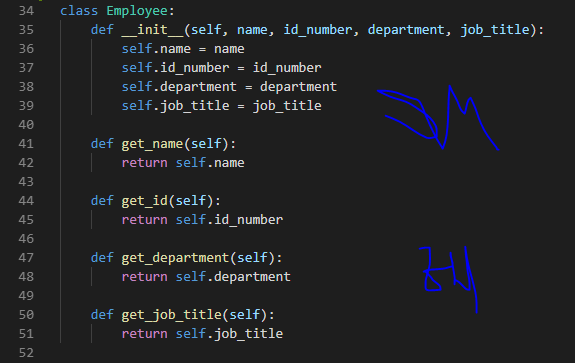 34 class Employee:
35 def __init__(self, name, id_number, department, job_title):
36 self.name = name
37 self.id_number = id_number
38 self.department = department
39 self.job_title = job_title
40
41 def get_name(self):
42 return self.name
43
44 def get_id(self):
45 return self.id_number
46
47 def get_department(self):
48 return self.department
49
50 def get_job_title(self):
51 return self.job_title
52